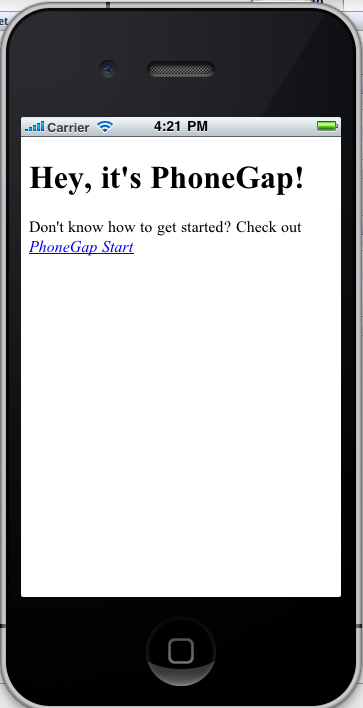 Carrier 4:21 PM
Hey, it's PhoneGap!
Don't know how to get started? Check out
PhoneGap Start